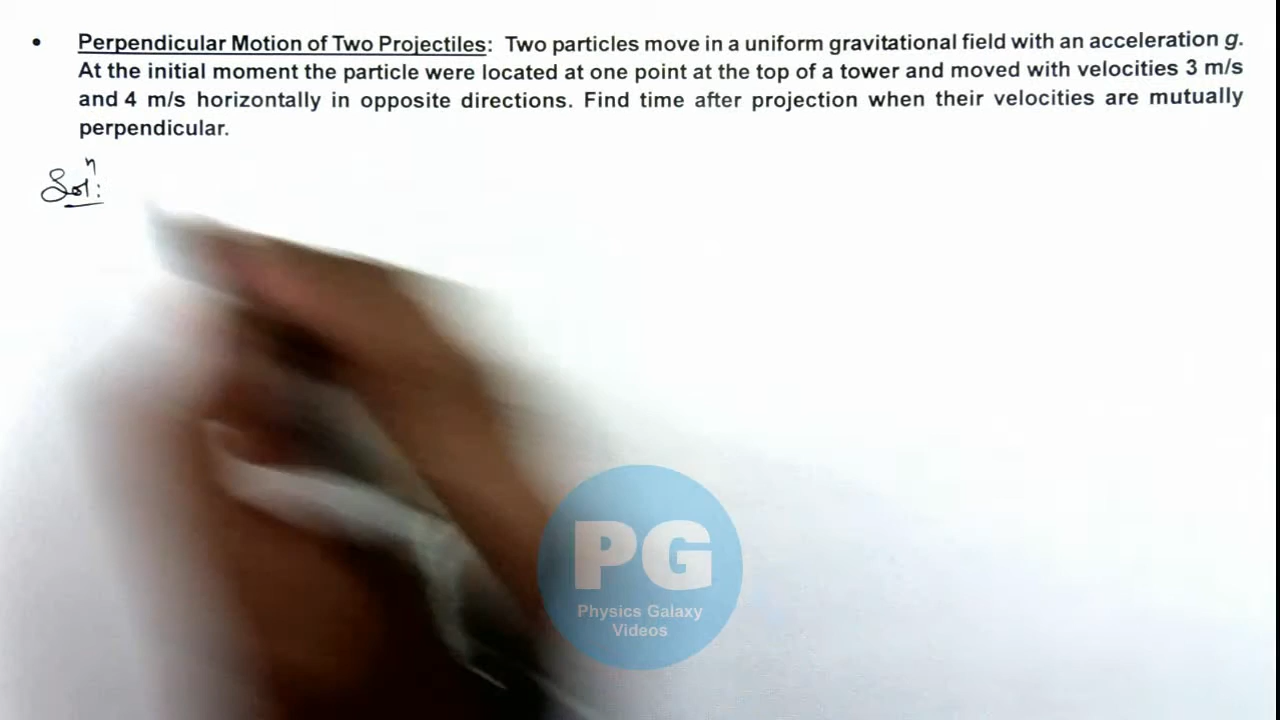 • Perpendicular Motion of Two Projectiles: Two particles move in a uniform gravitational field with an acceleration g.
At the initial moment the particle were located at one point at the top of a tower and moved with velocities 3 m/s
and 4 m/s horizontally in opposite directions. Find time after projection when their velocities are mutually
perpendicular.
Solⁿ:
PG
Physics Galaxy
Videos